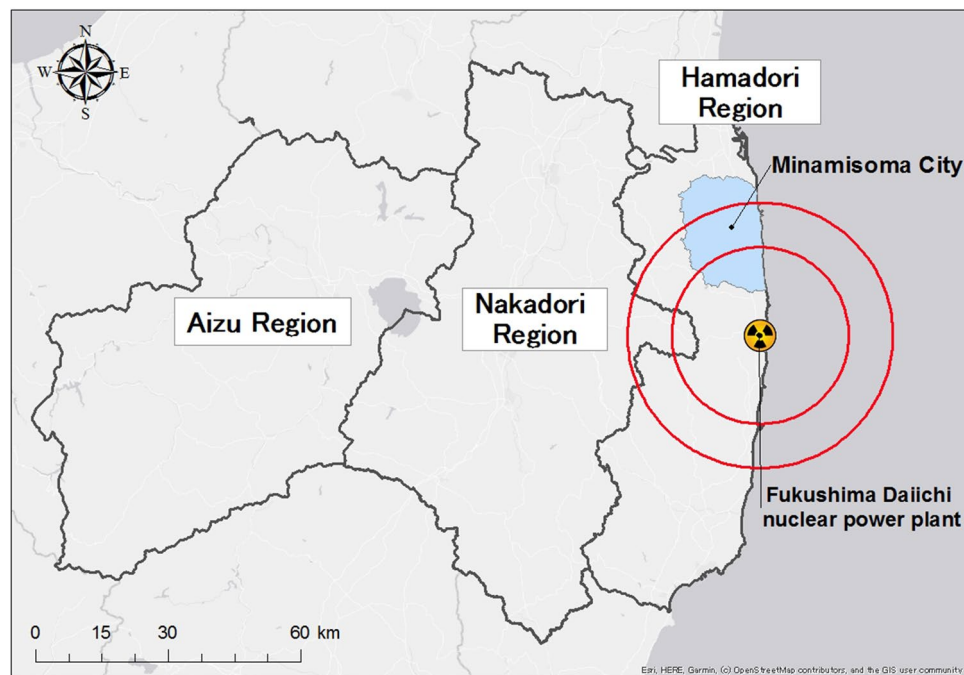 N
W E
S
Hamadori
Region
Minamisoma City
Aizu Region
Nakadori
Region
Fukushima Daiichi
nuclear power plant
0 15 30 60 km
Esri, HERE, Garmin, (c) OpenStreetMap contributors, and the GIS user community